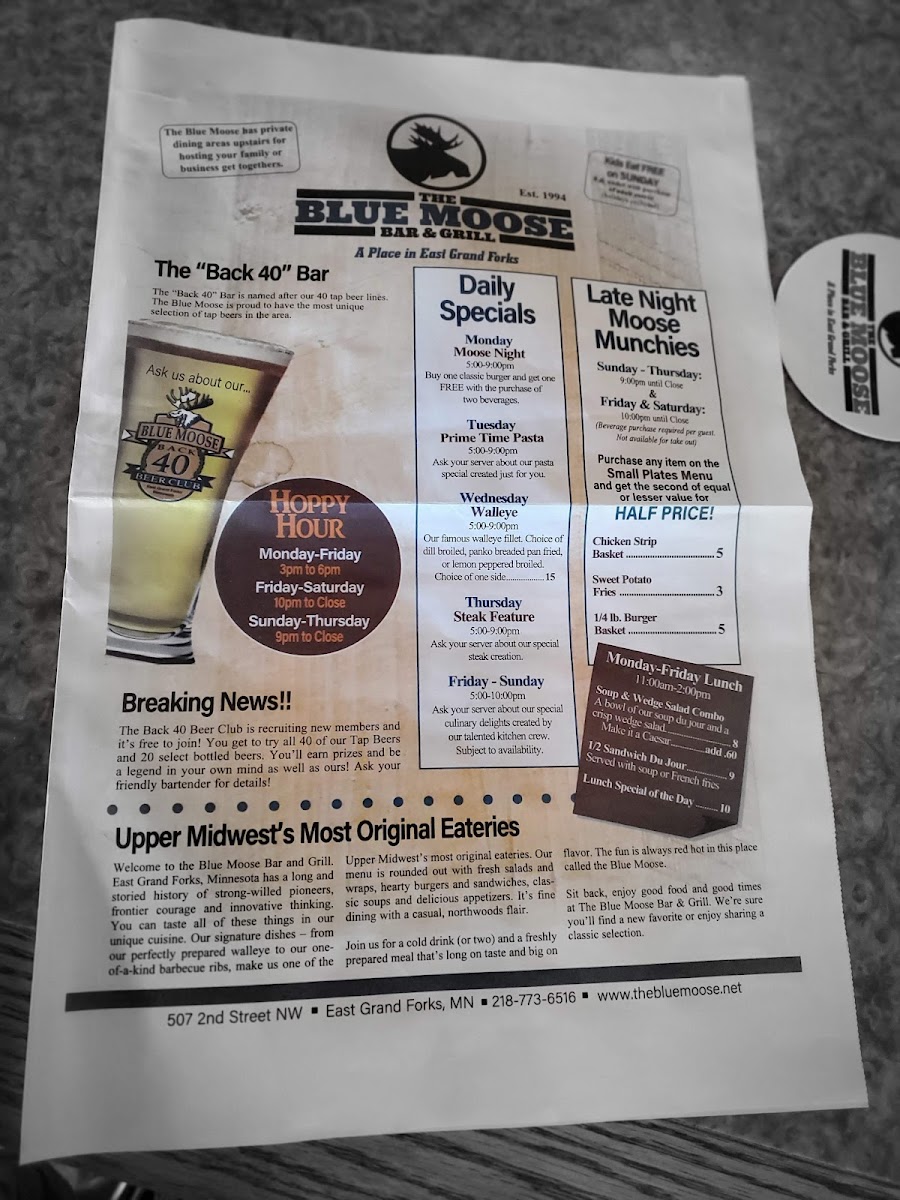 The Blue Moose has private
dining areas upstairs for
hosting your family or
business get togethers.
Kids Eat FREE
on SUNDAY
Est. 1994
THE
BLUE MOOSE
BAR & GRILL
A Place in East Grand Forks
The "Back 40" Bar
The "Back 40" Bar is named after our 40 tap beer lines.
The Blue Moose is proud to have the most unique
selection of tap beers in the area.
Ask us about our...
BLUE MOOSE
BACK
40
BEER CLUB
HOPPY
HOUR
Monday-Friday
3pm to 6pm
Friday-Saturday
10pm to Close
Sunday-Thursday
9pm to Close
Breaking News!!
The Back 40 Beer Club is recruiting new members and
it's free to join! You get to try all 40 of our Tap Beers
and 20 select bottled beers. You'll earn prizes and be
a legend in your own mind as well as ours! Ask your
friendly bartender for details!
Daily
Specials
Monday
Moose Night
5:00-9:00pm
Buy one classic burger and get one
FREE with the purchase of
two beverages.
Tuesday
Prime Time Pasta
5:00-9:00pm
Ask your server about our pasta
special created just for you.
Wednesday
Walleye
5:00-9:00pm
Our famous walleye fillet. Choice of
dill broiled, panko breaded pan fried,
or lemon peppered broiled.
Choice of one side..................15
Thursday
Steak Feature
5:00-9:00pm
Ask your server about our special
steak creation.
Friday - Sunday
5:00-10:00pm
Ask your server about our special
culinary delights created by
our talented kitchen crew.
Subject to availability.
Late Night
Moose
Munchies
Sunday - Thursday:
9:00pm until Close
&
Friday & Saturday:
10:00pm until Close
(Beverage purchase required per guest.
Not available for take out)
Purchase any item on the
Small Plates Menu
and get the second of equal
or lesser value for
HALF PRICE!
Chicken Strip
Basket ..............................5
Sweet Potato
Fries ................................3
1/4 lb. Burger
Basket ..............................5
Monday-Friday Lunch
11:00am-2:00pm
Soup & Wedge Salad Combo
A bowl of our soup du jour and a
crisp wedge salad......................8
Make it a Caesar.............add .60
1/2 Sandwich Du Jour..............9
Served with soup or French fries
Lunch Special of the Day .........10
Upper Midwest's Most Original Eateries
Welcome to the Blue Moose Bar and Grill.
East Grand Forks, Minnesota has a long and
storied history of strong-willed pioneers,
frontier courage and innovative thinking.
You can taste all of these things in our
unique cuisine. Our signature dishes – from
our perfectly prepared walleye to our one-
of-a-kind barbecue ribs, make us one of the
Upper Midwest's most original eateries. Our
menu is rounded out with fresh salads and
wraps, hearty burgers and sandwiches, clas-
sic soups and delicious appetizers. It's fine
dining with a casual, northwoods flair.
Join us for a cold drink (or two) and a freshly
prepared meal that's long on taste and big on
flavor. The fun is always red hot in this place
called the Blue Moose.
Sit back, enjoy good food and good times
at The Blue Moose Bar & Grill. We're sure
you'll find a new favorite or enjoy sharing a
classic selection.
507 2nd Street NW ▪ East Grand Forks, MN ▪ 218-773-6516 ▪ www.thebluemoose.net
THE
BLUE MOOSE
BAR & GRILL
A Place in East Grand Forks